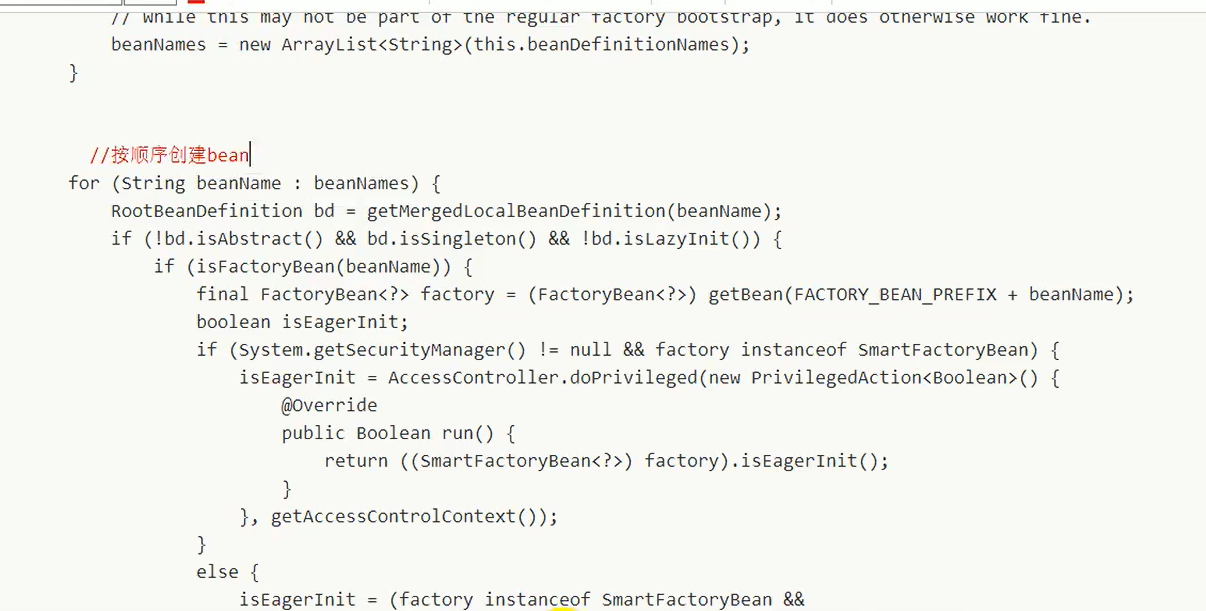 // While this may not be part of the regular factory bootstrap, it does otherwise work fine.
beanNames = new ArrayList<String>(this.beanDefinitionNames);
}
//按顺序创建bean
for (String beanName : beanNames) {
RootBeanDefinition bd = getMergedLocalBeanDefinition(beanName);
if (!bd.isAbstract() && bd.isSingleton() && !bd.isLazyInit()) {
if (isFactoryBean(beanName)) {
final FactoryBean<?> factory = (FactoryBean<?>) getBean(FACTORY_BEAN_PREFIX + beanName);
boolean isEagerInit;
if (System.getSecurityManager() != null && factory instanceof SmartFactoryBean) {
isEagerInit = AccessController.doPrivileged(new PrivilegedAction<Boolean>() {
@Override
public Boolean run() {
return ((SmartFactoryBean<?>) factory).isEagerInit();
}
}, getAccessControlContext());
}
else {
isEagerInit = (factory instanceof SmartFactoryBean &&